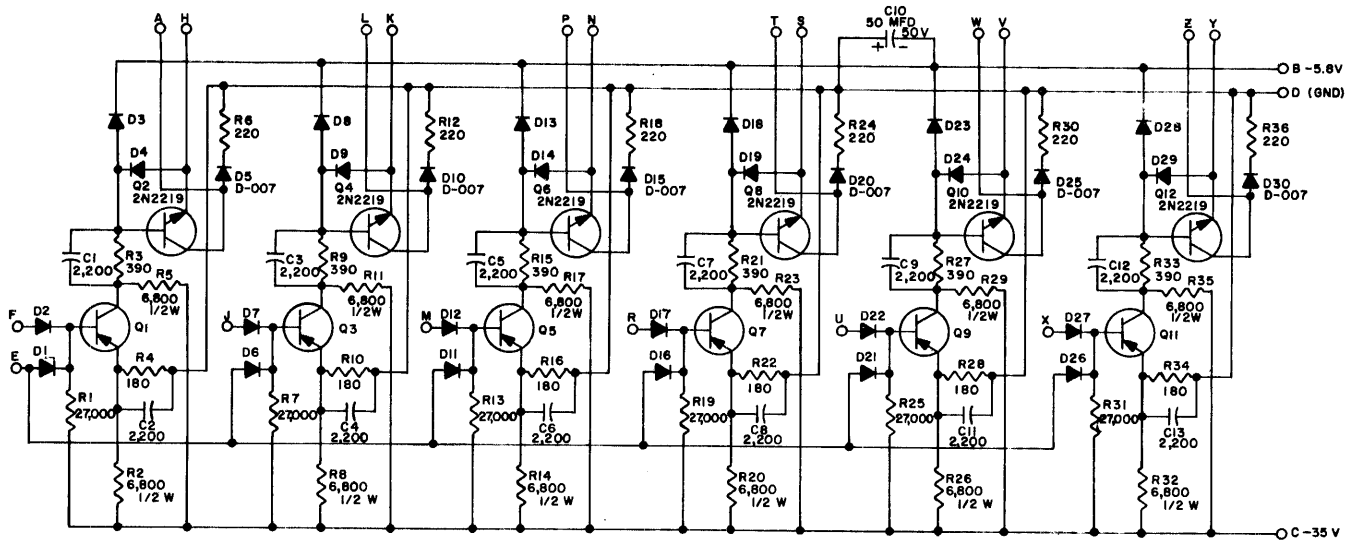 A H L K P N T S W V Z Y
C10
50 MFD
50V
+ -
B -5.8V
D (GND)
D3
R6
220
D4
D5
D-007
Q2
2N2219
C1
2,200
R3
390
R5
6,800
1/2W
F
D2
Q1
E
D1
R4
180
R1
27,000
C2
2,200
R2
6,800
1/2 W
D8
R12
220
D9
D10
D-007
Q4
2N2219
C3
2,200
R9
390
R11
6,800
1/2W
J
D7
Q3
D6
R10
180
R7
27,000
C4
2,200
R8
6,800
1/2 W
D13
R18
220
D14
D15
D-007
Q6
2N2219
C5
2,200
R15
390
R17
6,800
1/2W
M
D12
Q5
D11
R16
180
R13
27,000
C6
2,200
R14
6,800
1/2 W
D18
R24
220
D19
D20
D-007
Q8
2N2219
C7
2,200
R21
390
R23
6,800
1/2W
R
D17
Q7
D16
R22
180
R19
27,000
C8
2,200
R20
6,800
1/2 W
D23
R30
220
D24
D25
D-007
Q10
2N2219
C9
2,200
R27
390
R29
6,800
1/2W
U
D22
Q9
D21
R28
180
R25
27,000
C11
2,200
R26
6,800
1/2 W
D28
R36
220
D29
D30
D-007
Q12
2N2219
C12
2,200
R33
390
R35
6,800
1/2W
X
D27
Q11
D26
R34
180
R31
27,000
C13
2,200
R32
6,800
1/2 W
C -35 V